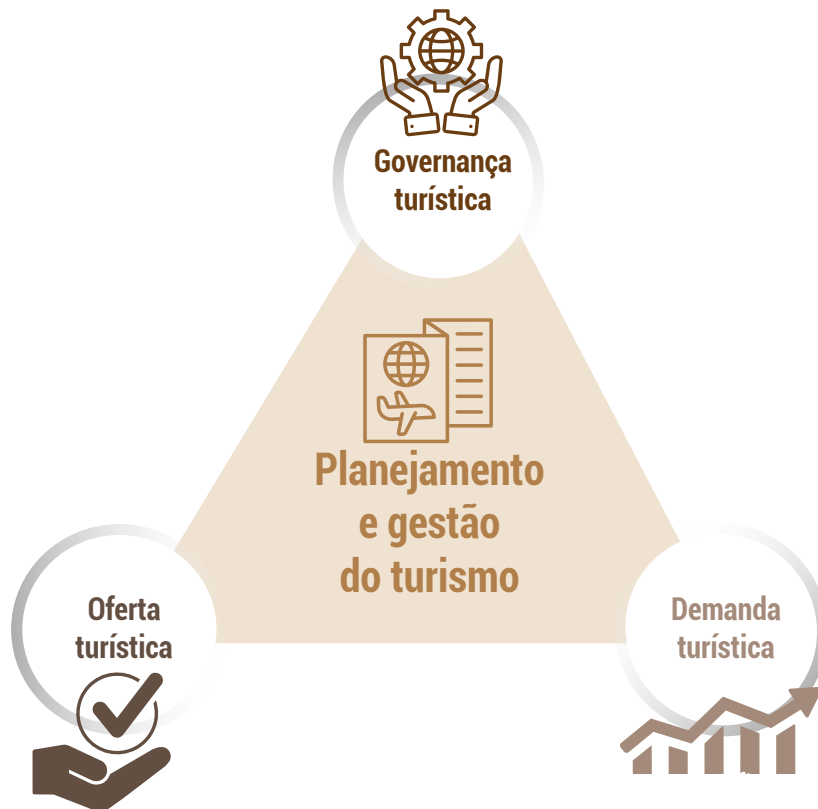 Governança
turística
Planejamento
e gestão
do turismo
Oferta
turística
Demanda
turística